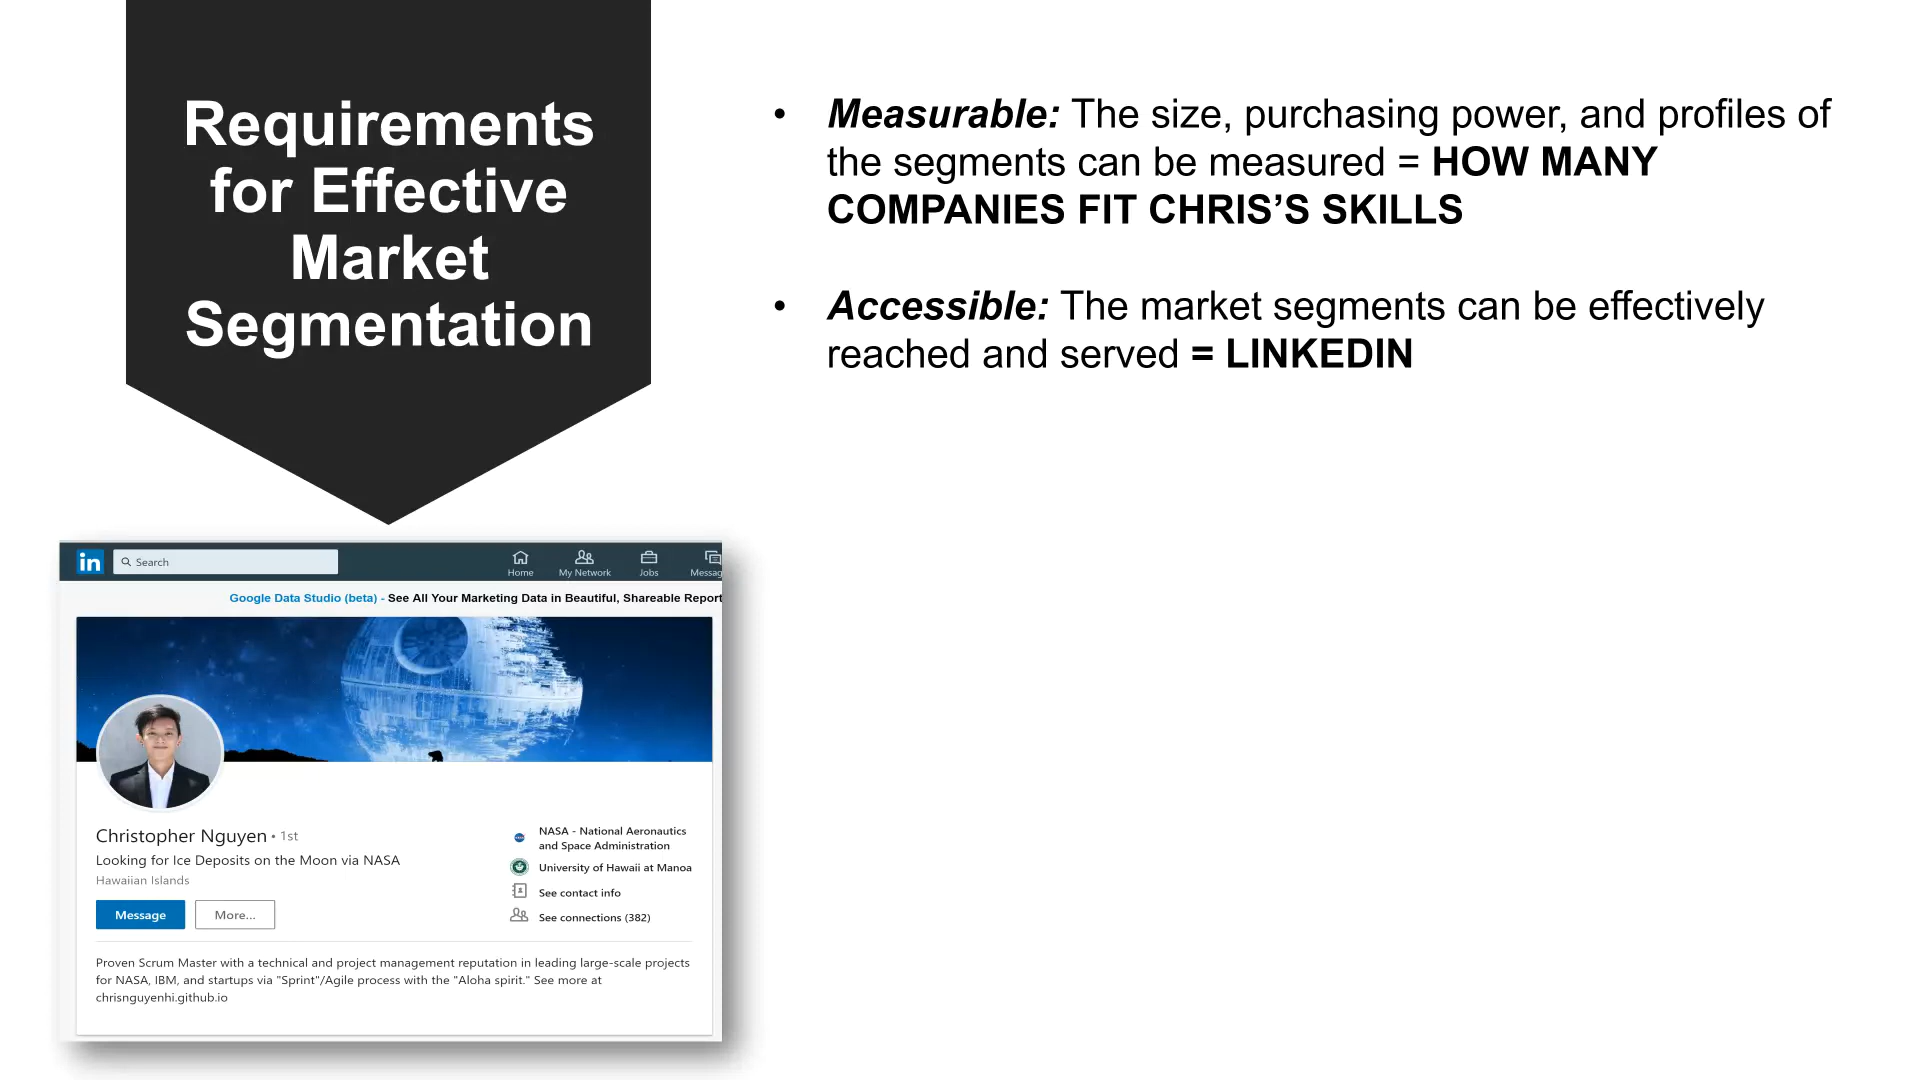 Requirements
for Effective
Market
Segmentation
• Measurable: The size, purchasing power, and profiles of
the segments can be measured = HOW MANY
COMPANIES FIT CHRIS’S SKILLS
• Accessible: The market segments can be effectively
reached and served = LINKEDIN
in
Search
Home
My Network
Jobs
Messag
Google Data Studio (beta) - See All Your Marketing Data in Beautiful, Shareable Report
Christopher Nguyen • 1st
Looking for Ice Deposits on the Moon via NASA
Hawaiian Islands
Message
More...
NASA - National Aeronautics
and Space Administration
University of Hawaii at Manoa
See contact info
See connections (382)
Proven Scrum Master with a technical and project management reputation in leading large-scale projects
for NASA, IBM, and startups via "Sprint"/Agile process with the "Aloha spirit." See more at
chrisnguyenhi.github.io